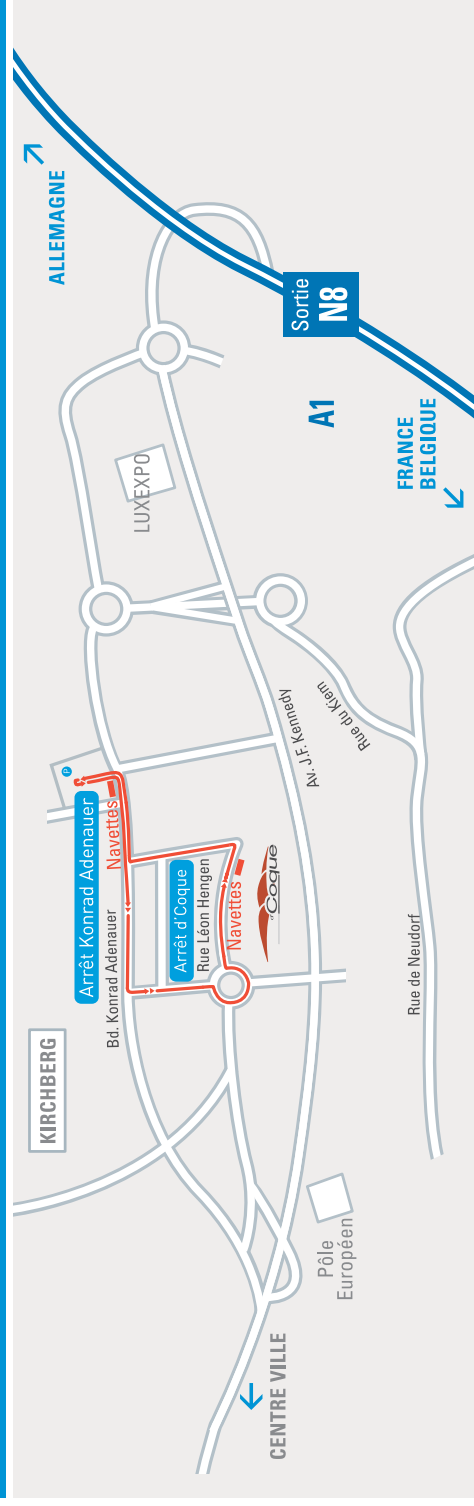 KIRCHBERG
Arrêt Konrad Adenauer
P
Navettes
Bd. Konrad Adenauer
Arrêt d'Coque
Rue Léon Hengen
Navettes
d'Coque
LUXEXPO
ALLEMAGNE
Sortie
N8
A1
FRANCE
BELGIQUE
Av. J.F. Kennedy
Rue du Kiem
Rue de Neudorf
Pôle
Européen
CENTRE VILLE